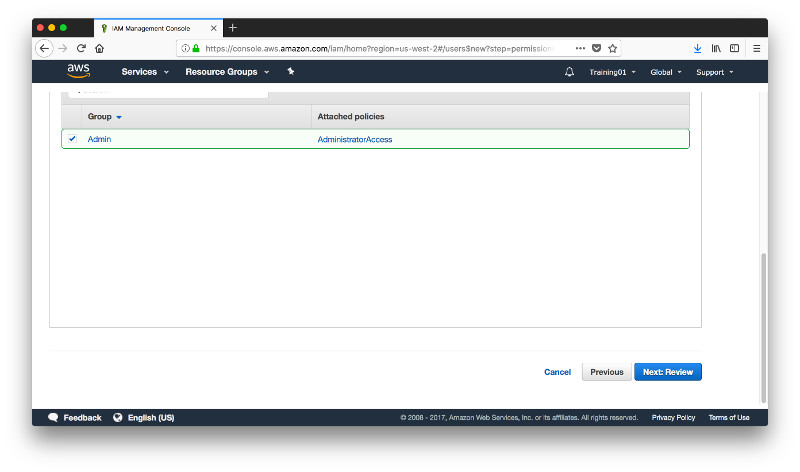 IAM Management Console
https://console.aws.amazon.com/iam/home?region=us-west-2#/users$new?step=permission
aws Services Resource Groups Training01 Global Support
Group Attached policies
Admin AdministratorAccess
Cancel Previous Next: Review
Feedback English (US) © 2008 - 2017, Amazon Web Services, Inc. or its affiliates. All rights reserved. Privacy Policy Terms of Use